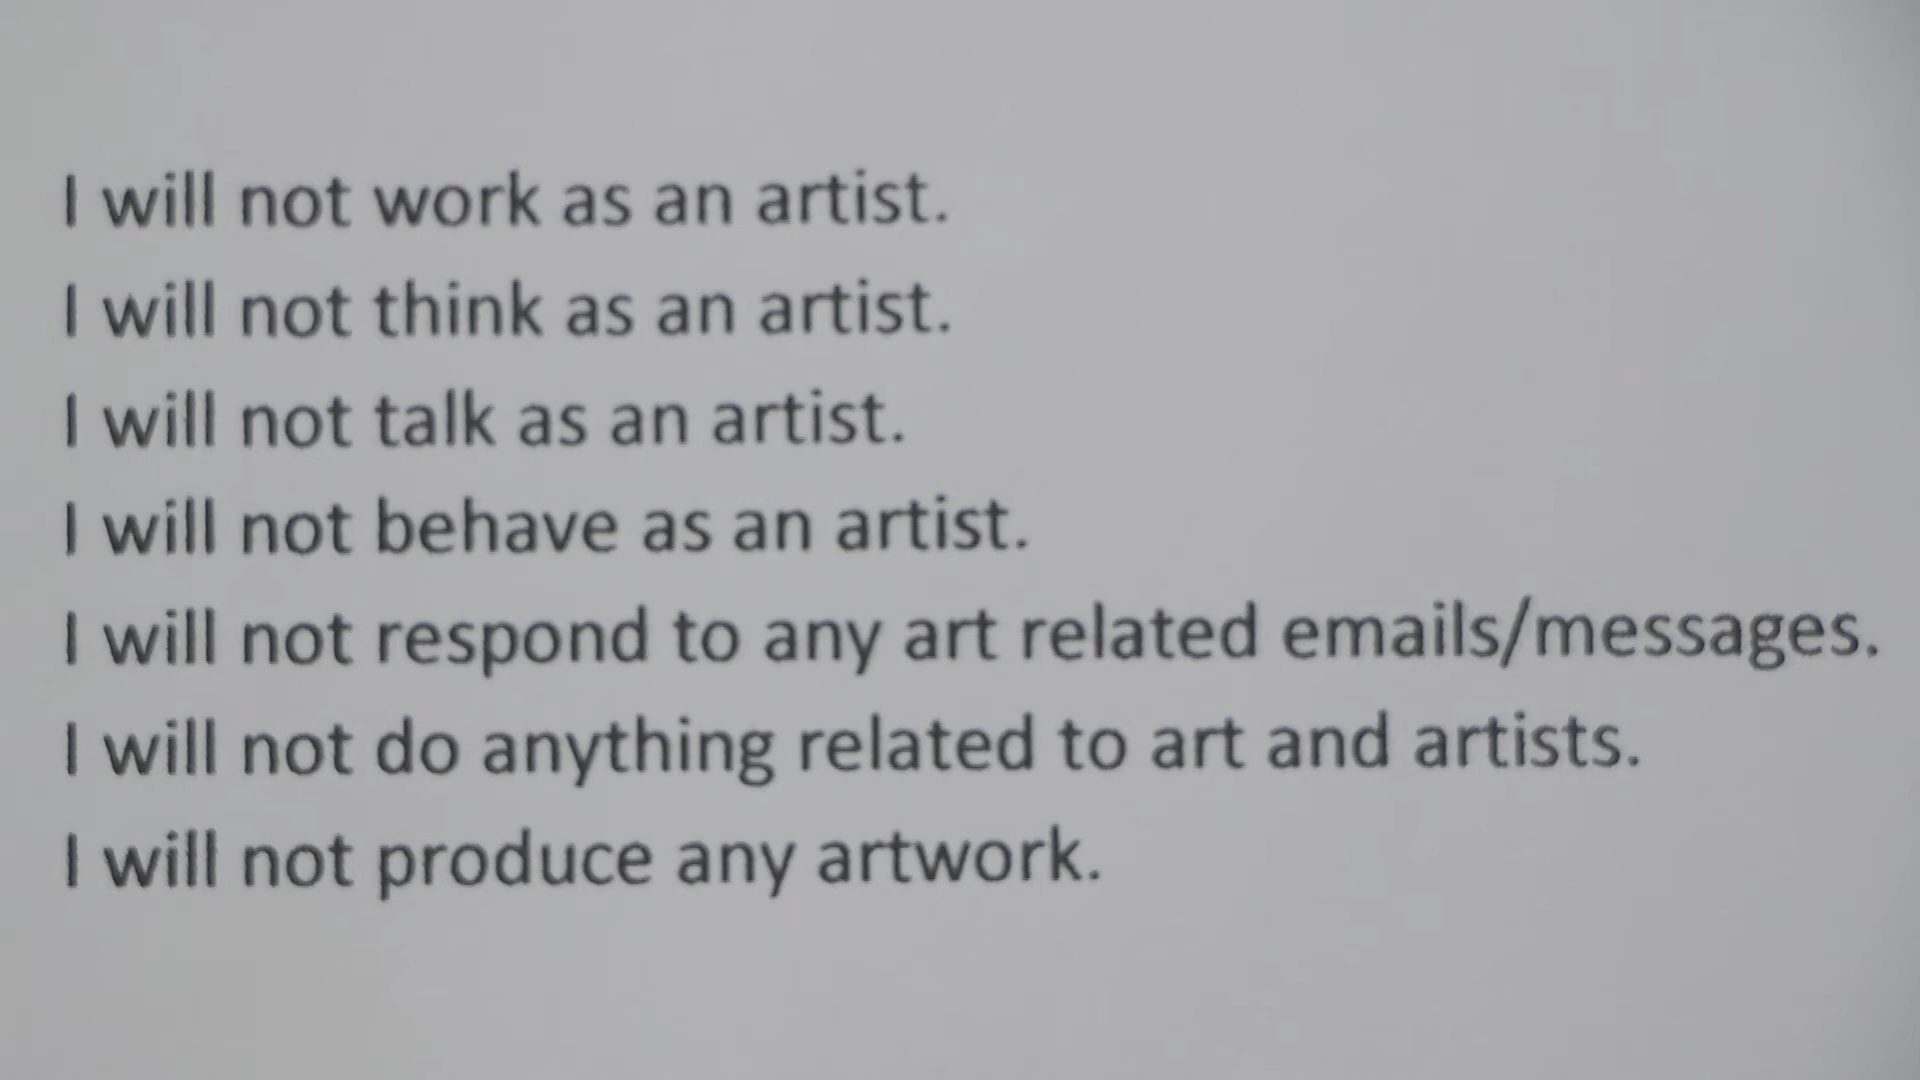 I will not work as an artist.
I will not think as an artist.
I will not talk as an artist.
I will not behave as an artist.
I will not respond to any art related emails/messages.
I will not do anything related to art and artists.
I will not produce any artwork.